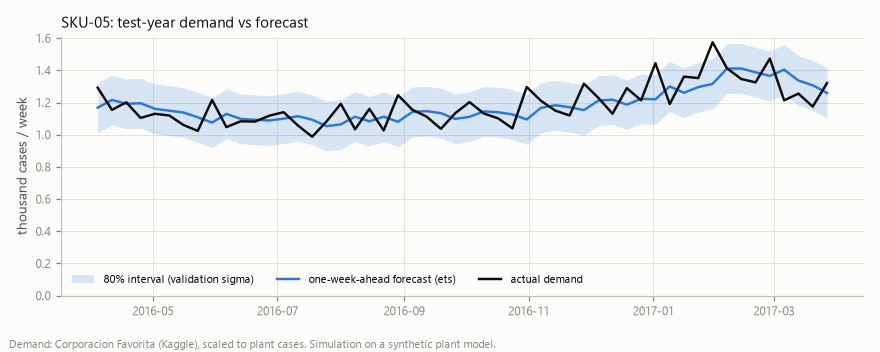 SKU-05: test-year demand vs forecast
thousand cases / week
1.6
1.4
1.2
1.0
0.8
0.6
0.4
0.2
0.0
80% interval (validation sigma) one-week-ahead forecast (ets) actual demand
2016-05 2016-07 2016-09 2016-11 2017-01 2017-03
Demand: Corporacion Favorita (Kaggle), scaled to plant cases. Simulation on a synthetic plant model.